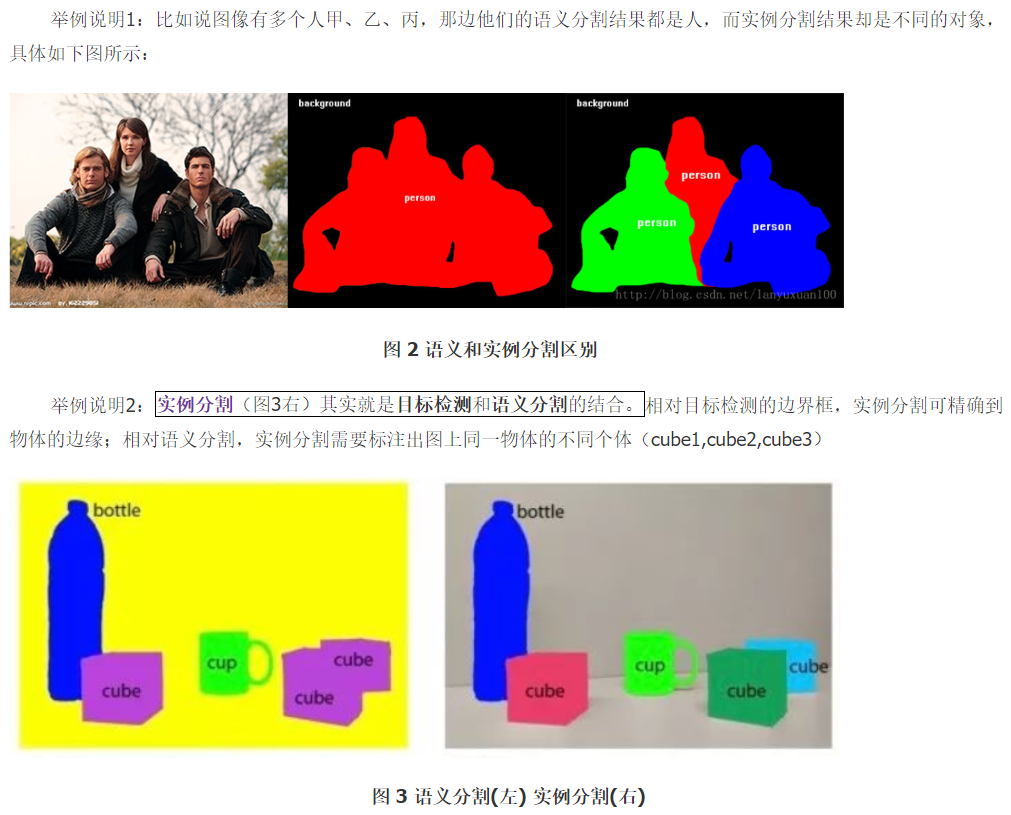 举例说明1：比如说图像有多个人甲、乙、丙，那边他们的语义分割结果都是人，而实例分割结果却是不同的对象，
具体如下图所示：
background
person
background
person
person
person
http://blog.csdn.net/lanyuxuan100
图 2 语义和实例分割区别
举例说明2：实例分割（图3右）其实就是目标检测和语义分割的结合。相对目标检测的边界框，实例分割可精确到
物体的边缘；相对语义分割，实例分割需要标注出图上同一物体的不同个体（cube1,cube2,cube3）
bottle
cup
cube
cube
cube
bottle
cup
cube
cube
cube
图 3 语义分割(左) 实例分割(右)